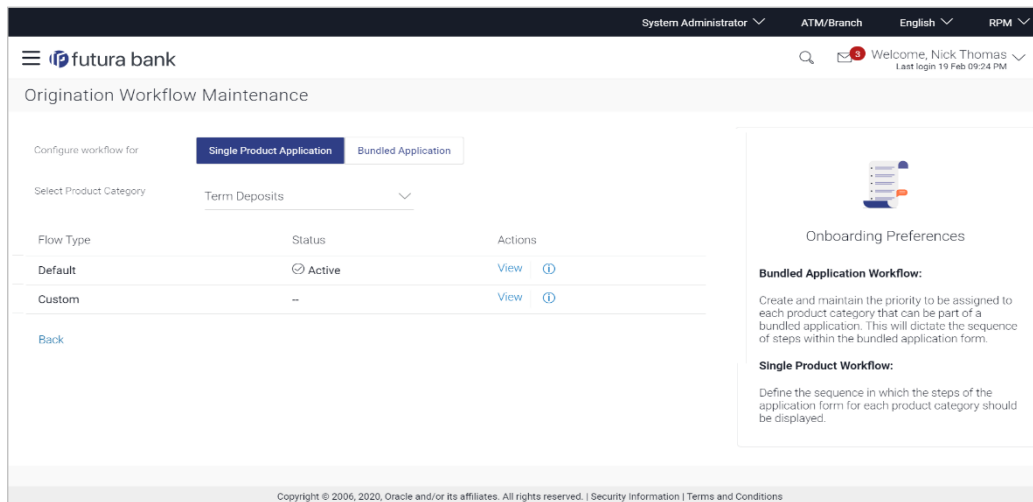 System Administrator ATM/Branch English RPM
futura bank
3 Welcome, Nick Thomas
Last login 19 Feb 09:24 PM
Origination Workflow Maintenance
Configure workflow for Single Product Application Bundled Application
Select Product Category Term Deposits
Flow Type Status Actions
Default Active View
Custom -- View
Back
Onboarding Preferences
Bundled Application Workflow:
Create and maintain the priority to be assigned to
each product category that can be part of a
bundled application. This will dictate the sequence
of steps within the bundled application form.
Single Product Workflow:
Define the sequence in which the steps of the
application form for each product category should
be displayed.
Copyright © 2006, 2020, Oracle and/or its affiliates. All rights reserved. | Security Information | Terms and Conditions